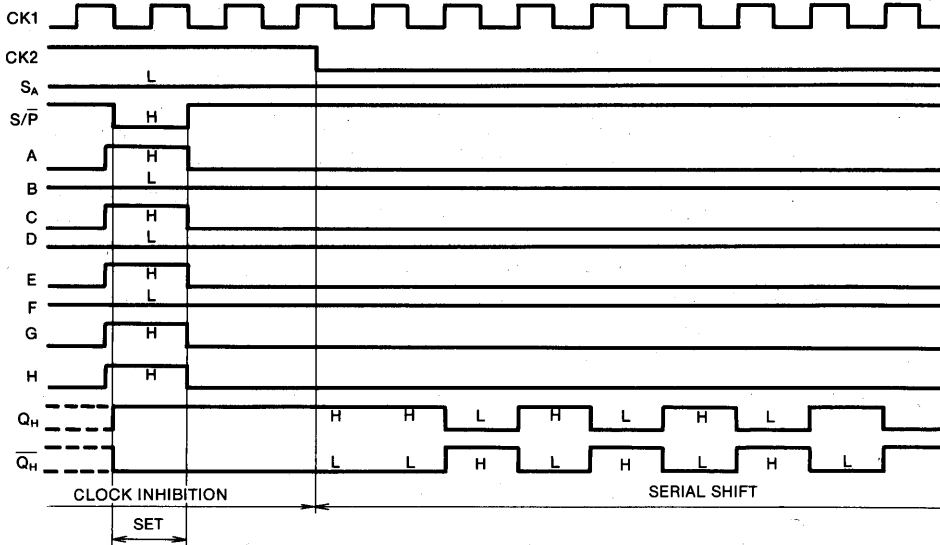 CK1
CK2
L
S_A
S/P̅ H
A H
L
B
C H
D L
E H
F L
G H
H H
Q_H H H L H L H L
Q̅_H̅ L L H L H L H L
CLOCK INHIBITION SERIAL SHIFT
SET